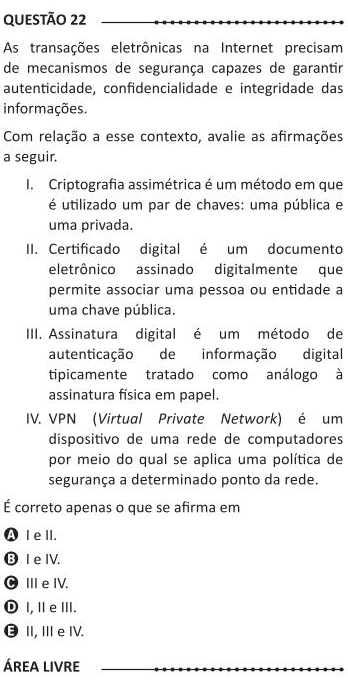 QUESTÃO 22
As transações eletrônicas na Internet precisam
de mecanismos de segurança capazes de garantir
autenticidade, confidencialidade e integridade das
informações.
Com relação a esse contexto, avalie as afirmações
a seguir.
I. Criptografia assimétrica é um método em que
é utilizado um par de chaves: uma pública e
uma privada.
II. Certificado digital é um documento
eletrônico assinado digitalmente que
permite associar uma pessoa ou entidade a
uma chave pública.
III. Assinatura digital é um método de
autenticação de informação digital
tipicamente tratado como análogo à
assinatura física em papel.
IV. VPN (Virtual Private Network) é um
dispositivo de uma rede de computadores
por meio do qual se aplica uma política de
segurança a determinado ponto da rede.
É correto apenas o que se afirma em
A I e II.
B I e IV.
C III e IV.
D I, II e III.
E II, III e IV.
ÁREA LIVRE